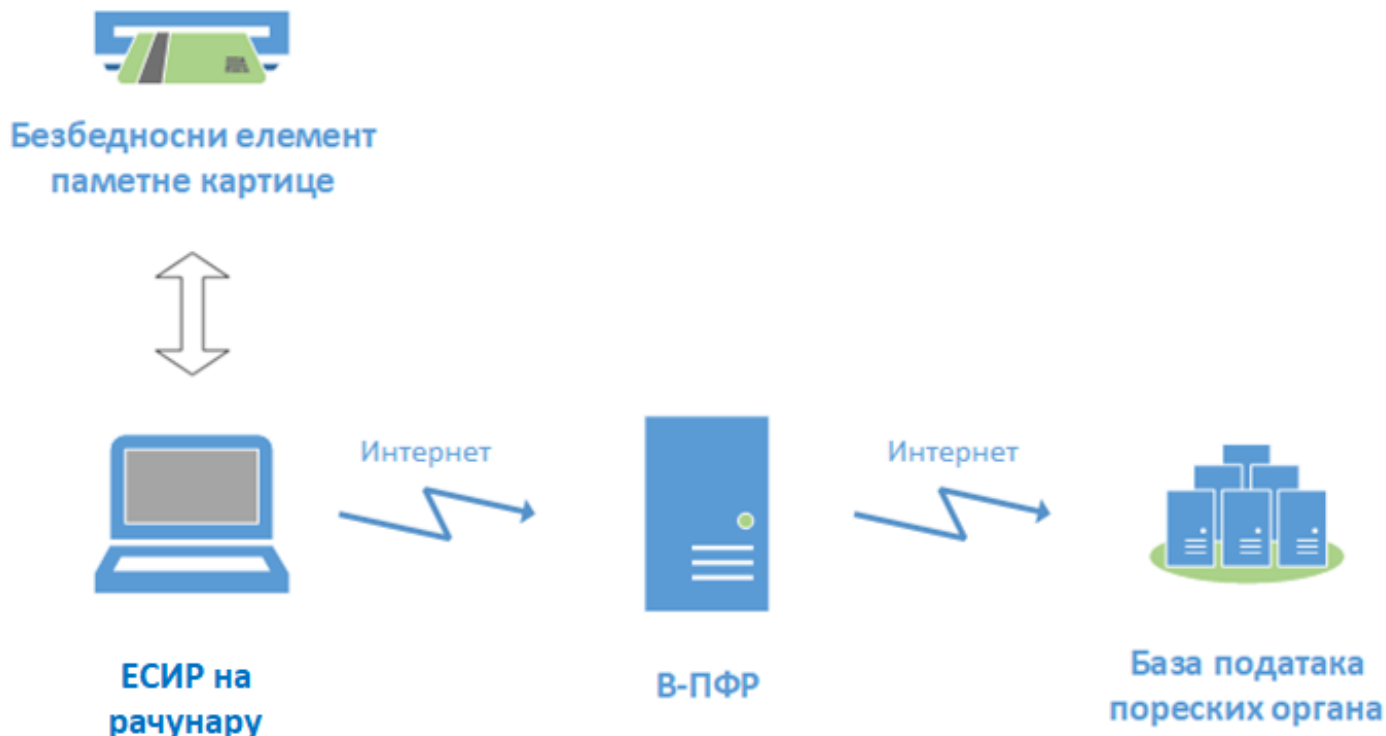 Безбедносни елемент
паметне картице
Интернет
Интернет
ЕСИР на
рачунару
В-ПФР
База података
пореских органа